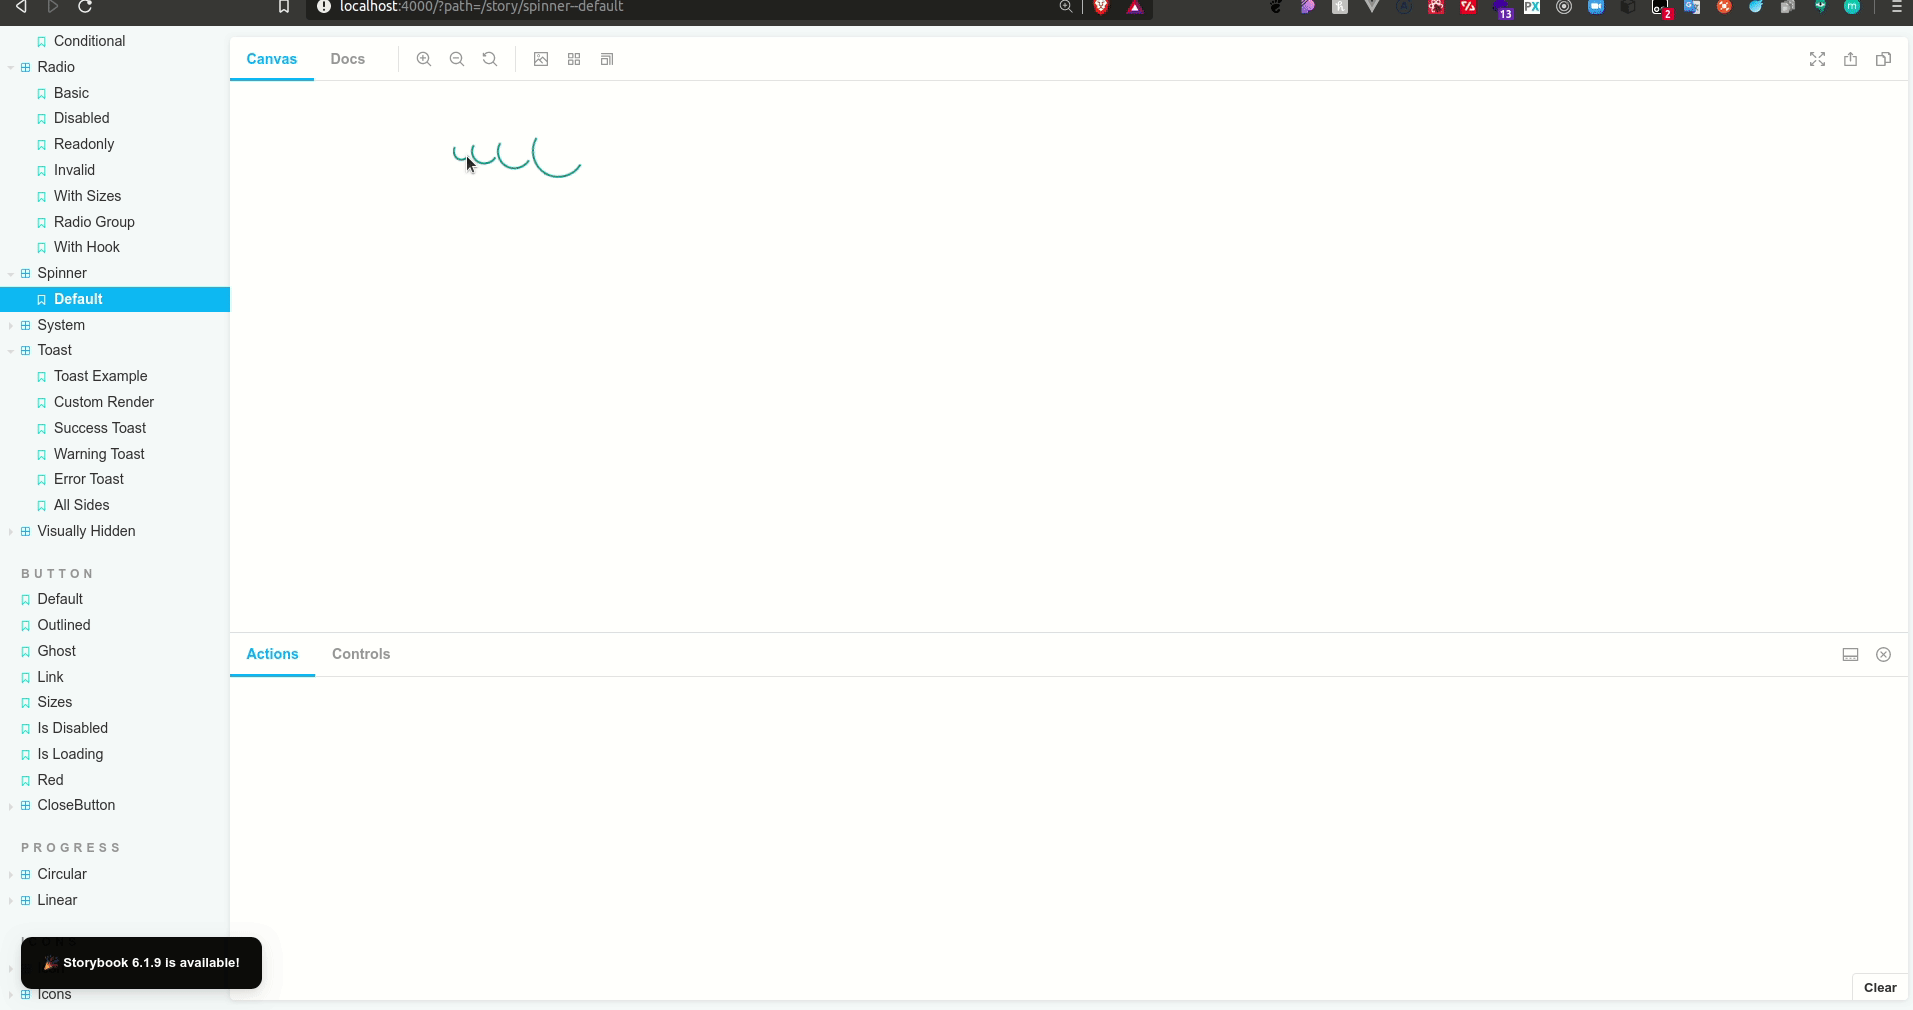 localhost:4000/?path=/story/spinner--default
13
PX
2
m
Conditional
Radio
Basic
Disabled
Readonly
Invalid
With Sizes
Radio Group
With Hook
Spinner
Default
System
Toast
Toast Example
Custom Render
Success Toast
Warning Toast
Error Toast
All Sides
Visually Hidden
BUTTON
Default
Outlined
Ghost
Link
Sizes
Is Disabled
Is Loading
Red
CloseButton
PROGRESS
Circular
Linear
Storybook 6.1.9 is available!
Icons
Canvas Docs
Actions Controls
Clear